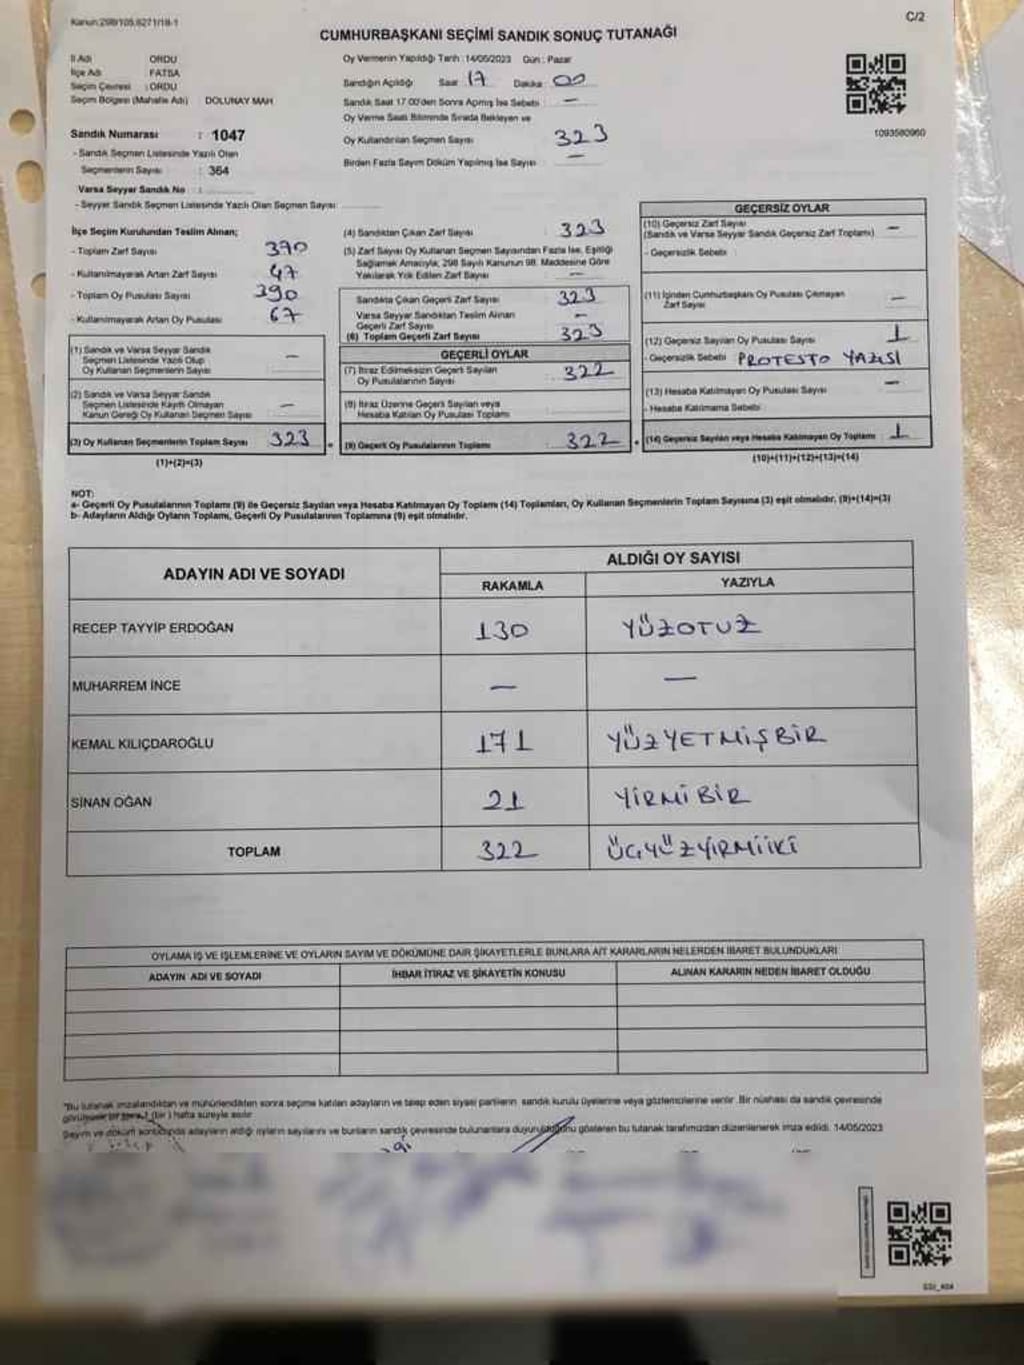 Kanun:298/105,6271/18-1
C/2
CUMHURBAŞKANI SEÇİMİ SANDIK SONUÇ TUTANAĞI
İl Adı ORDU
İlçe Adı FATSA
Seçim Çevresi : ORDU
Seçim Bölgesi (Mahalle Adı) DOLUNAY MAH
Sandık Numarası : 1047
- Sandık Seçmen Listesinde Yazılı Olan
Seçmenlerin Sayısı : 364
Varsa Seyyar Sandık No :
- Seyyar Sandık Seçmen Listesinde Yazılı Olan Seçmen Sayısı
Oy Vermenin Yapıldığı Tarih : 14/05/2023 Gün : Pazar
Sandığın Açıldığı Saat 17 Dakika 00
Sandık Saat 17.00'den Sonra Açmış İse Sebebi —
Oy Verme Saati Bitiminde Sırada Bekleyen ve
Oy Kullandırılan Seçmen Sayısı 323
Birden Fazla Sayım Döküm Yapılmış İse Sayısı —
1093580960
İlçe Seçim Kurulundan Teslim Alınan;
- Toplam Zarf Sayısı 370
- Kullanılmayarak Artan Zarf Sayısı 47
- Toplam Oy Pusulası Sayısı 390
- Kullanılmayarak Artan Oy Pusulası 67
(1) Sandık ve Varsa Seyyar Sandık
Seçmen Listesinde Yazılı Olup
Oy Kullanan Seçmenlerin Sayısı —
(2) Sandık ve Varsa Seyyar Sandık
Seçmen Listesinde Kayıtlı Olmayan
Kanun Gereği Oy Kullanan Seçmen Sayısı —
(3) Oy Kullanan Seçmenlerin Toplam Sayısı 323
(1)+(2)=(3)
(4) Sandıktan Çıkan Zarf Sayısı 323
(5) Zarf Sayısı Oy Kullanan Seçmen Sayısından Fazla İse, Eşitliği
Sağlamak Amacıyla, 298 Sayılı Kanunun 98. Maddesine Göre
Yakılarak Yok Edilen Zarf Sayısı —
Sandıkta Çıkan Geçerli Zarf Sayısı 323
Varsa Seyyar Sandıktan Teslim Alınan
Geçerli Zarf Sayısı —
(6) Toplam Geçerli Zarf Sayısı 323
GEÇERLİ OYLAR
(7) İtiraz Edilmeksizin Geçerli Sayılan
Oy Pusulalarının Sayısı 322
(8) İtiraz Üzerine Geçerli Sayılan veya
Hesaba Katılan Oy Pusulası Toplamı
(9) Geçerli Oy Pusulalarının Toplamı 322
GEÇERSİZ OYLAR
(10) Geçersiz Zarf Sayısı
(Sandık ve Varsa Seyyar Sandık Geçersiz Zarf Toplamı) —
- Geçersizlik Sebebi :
(11) İçinden Cumhurbaşkanı Oy Pusulası Çıkmayan
Zarf Sayısı —
(12) Geçersiz Sayılan Oy Pusulası Sayısı 1
- Geçersizlik Sebebi PROTESTO YAZISI
(13) Hesaba Katılmayan Oy Pusulası Sayısı —
- Hesaba Katılmama Sebebi
(14) Geçersiz Sayılan veya Hesaba Katılmayan Oy Toplamı 1
(10)+(11)+(12)+(13)=(14)
NOT:
a- Geçerli Oy Pusulalarının Toplamı (9) ile Geçersiz Sayılan veya Hesaba Katılmayan Oy Toplamı (14) Toplamları, Oy Kullanan Seçmenlerin Toplam Sayısına (3) eşit olmalıdır. (9)+(14)=(3)
b- Adayların Aldığı Oyların Toplamı, Geçerli Oy Pusulalarının Toplamına (9) eşit olmalıdır.
ADAYIN ADI VE SOYADI ALDIĞI OY SAYISI
RAKAMLA YAZIYLA
RECEP TAYYİP ERDOĞAN 130 YÜZOTUZ
MUHARREM İNCE — —
KEMAL KILIÇDAROĞLU 171 YÜZYETMİŞBİR
SİNAN OĞAN 21 YİRMİBİR
TOPLAM 322 ÜÇYÜZYİRMİİKİ
OYLAMA İŞ VE İŞLEMLERİNE VE OYLARIN SAYIM VE DÖKÜMÜNE DAİR ŞİKAYETLERLE BUNLARA AİT KARARLARIN NELERDEN İBARET BULUNDUKLARI
ADAYIN ADI VE SOYADI İHBAR İTİRAZ VE ŞİKAYETİN KONUSU ALINAN KARARIN NEDEN İBARET OLDUĞU
"Bu tutanak imzalandıktan ve mühürlendikten sonra seçime katılan adayların ve talep eden siyasi partilerin sandık kurulu üyelerine veya gözlemcilerine verilir. Bir nüshası da sandık çevresinde
görülebilir bir yere 1 (bir) hafta süreyle asılır
Sayım ve döküm sonucunda adayların aldığı oyların sayılarını ve bunların sandık çevresinde bulunanlara duyurulduğunu gösteren bu tutanak tarafımızdan düzenlenerek imza edildi. 14/05/2023